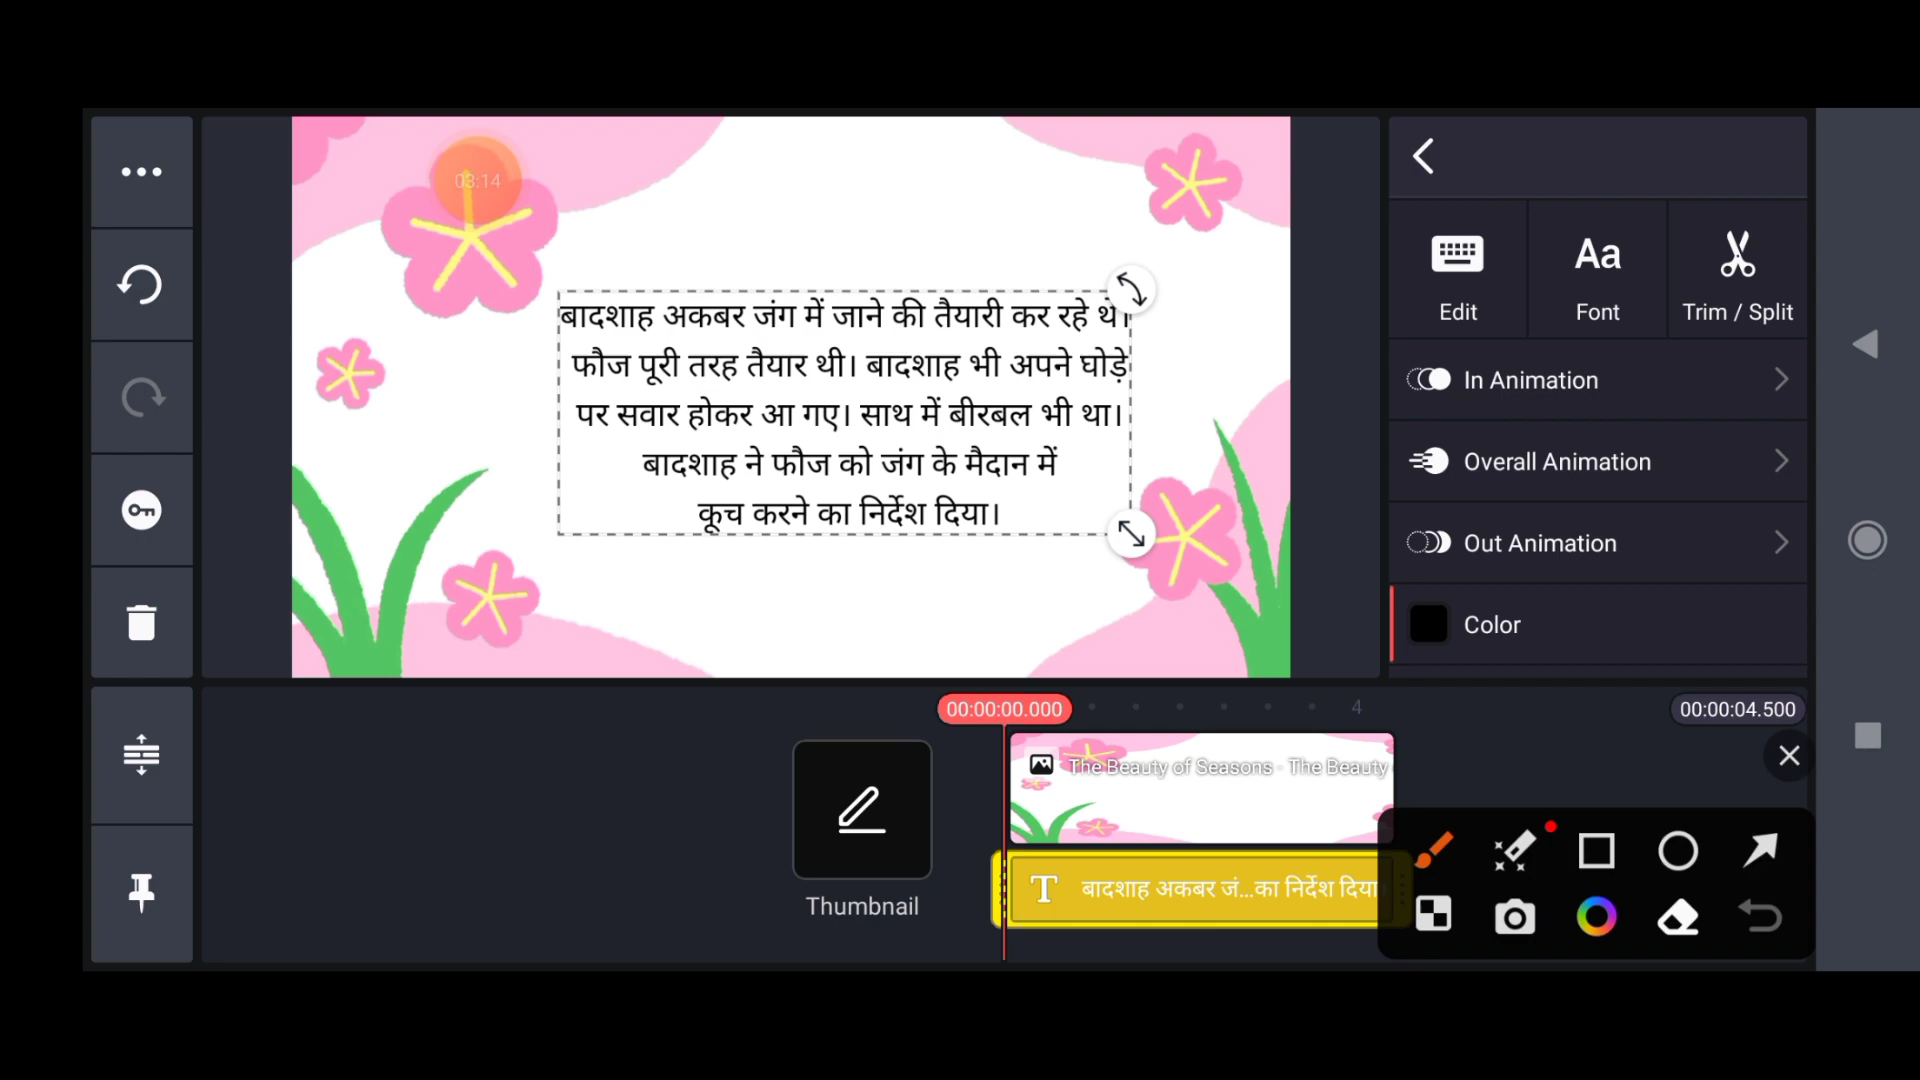 03:14
बादशाह अकबर जंग में जाने की तैयारी कर रहे थे।
फौज पूरी तरह तैयार थी। बादशाह भी अपने घोड़े
पर सवार होकर आ गए। साथ में बीरबल भी था।
बादशाह ने फौज को जंग के मैदान में
कूच करने का निर्देश दिया।
Edit
Font
Trim / Split
In Animation
Overall Animation
Out Animation
Color
00:00:00.000
4
00:00:04.500
The Beauty of Seasons - The Beauty
Thumbnail
बादशाह अकबर जं...का निर्देश दिया